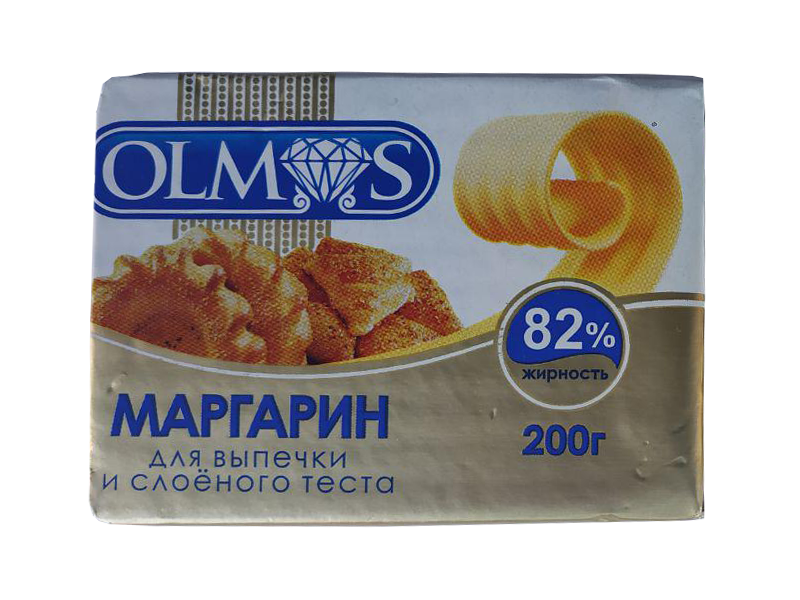 OLMOS
82%
жирность
МАРГАРИН
для выпечки
и слоёного теста
200г